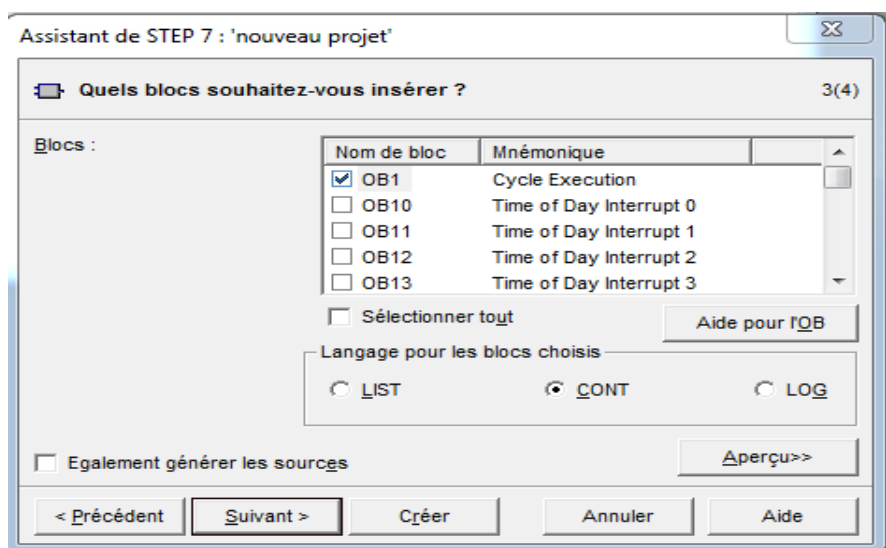 Assistant de STEP 7 : 'nouveau projet'
Quels blocs souhaitez-vous insérer ? 3(4)
Blocs :
Nom de bloc Mnémonique
OB1 Cycle Execution
OB10 Time of Day Interrupt 0
OB11 Time of Day Interrupt 1
OB12 Time of Day Interrupt 2
OB13 Time of Day Interrupt 3
Sélectionner tout
Aide pour l'OB
Langage pour les blocs choisis
LIST CONT LOG
Aperçu>>
Egalement générer les sources
< Précédent Suivant > Créer Annuler Aide